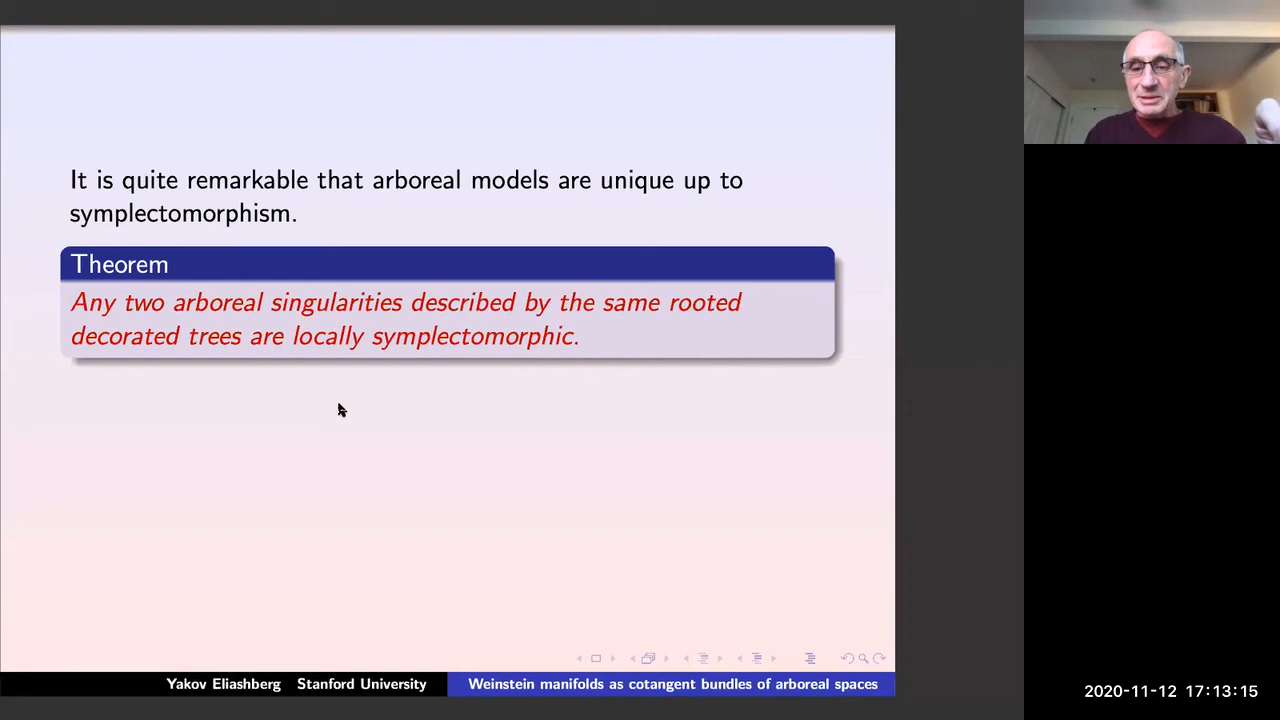 It is quite remarkable that arboreal models are unique up to
symplectomorphism.
Theorem
Any two arboreal singularities described by the same rooted
decorated trees are locally symplectomorphic.
Yakov Eliashberg Stanford University
Weinstein manifolds as cotangent bundles of arboreal spaces
2020-11-12 17:13:15